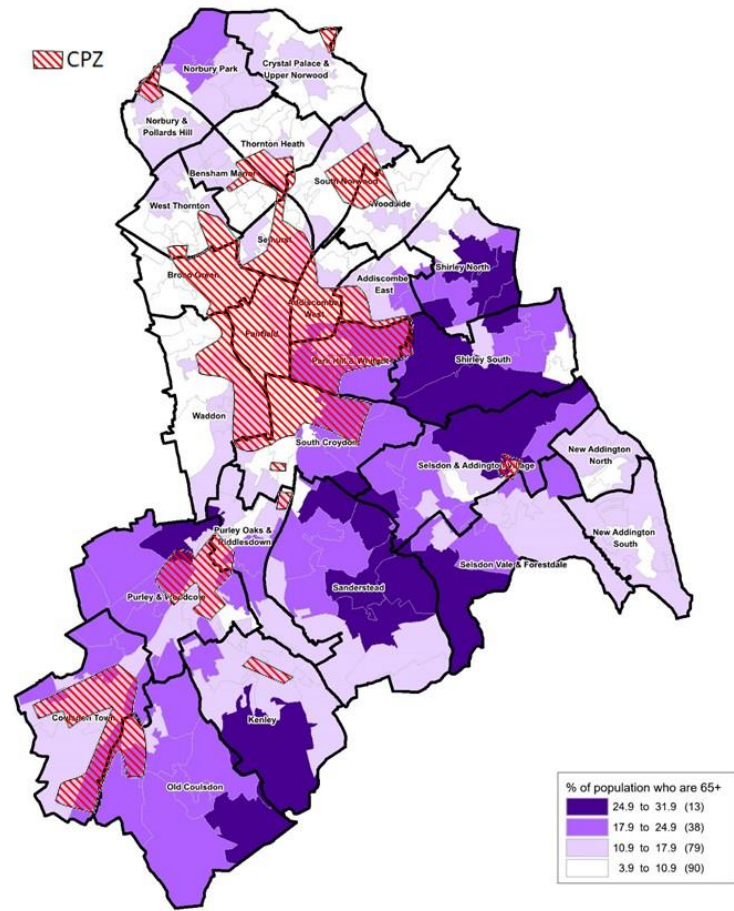 CPZ
Norbury Park
Crystal Palace &
Upper Norwood
Norbury &
Pollards Hill
Thornton Heath
Bensham Manor
South Norwood
Woodside
West Thornton
Selhurst
Broad Green
Addiscombe
East
Shirley North
Addiscombe
West
Fairfield
Park Hill & Whitgift
Shirley South
Waddon
South Croydon
New Addington
North
Selsdon & Addington Village
Purley Oaks &
Riddlesdown
New Addington
South
Selsdon Vale & Forestdale
Sanderstead
Purley & Woodcote
Coulsdon Town
Kenley
Old Coulsdon
% of population who are 65+
24.9 to 31.9 (13)
17.9 to 24.9 (38)
10.9 to 17.9 (79)
3.9 to 10.9 (90)